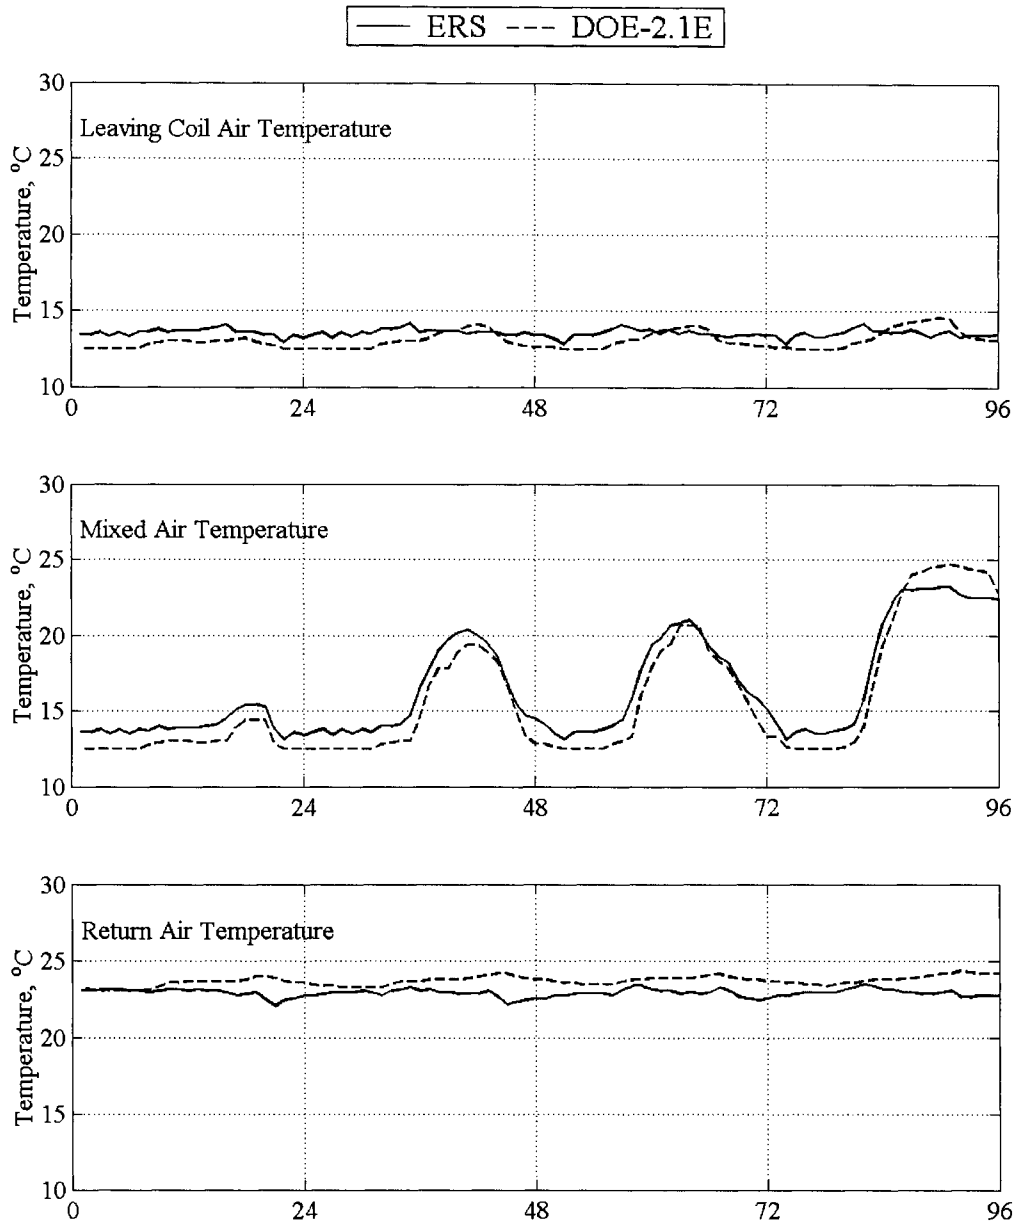 ERS DOE-2.1E
30
25
20
15
10
Temperature, °C
Leaving Coil Air Temperature
0 24 48 72 96
30
25
20
15
10
Temperature, °C
Mixed Air Temperature
0 24 48 72 96
30
25
20
15
10
Temperature, °C
Return Air Temperature
0 24 48 72 96